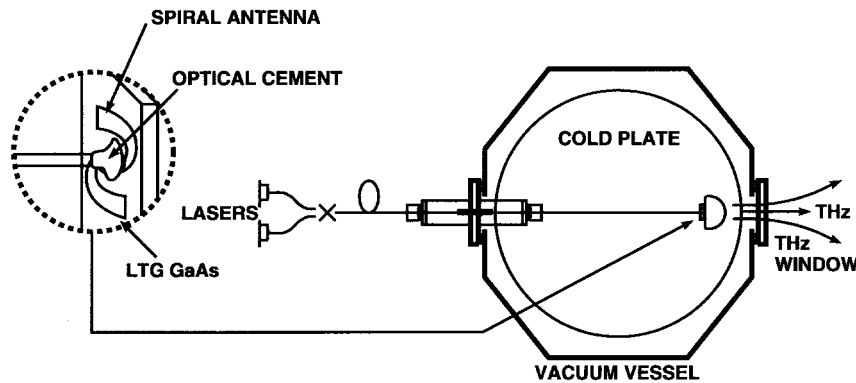 SPIRAL ANTENNA
OPTICAL CEMENT
COLD PLATE
LASERS
THz
THz
WINDOW
LTG GaAs
VACUUM VESSEL